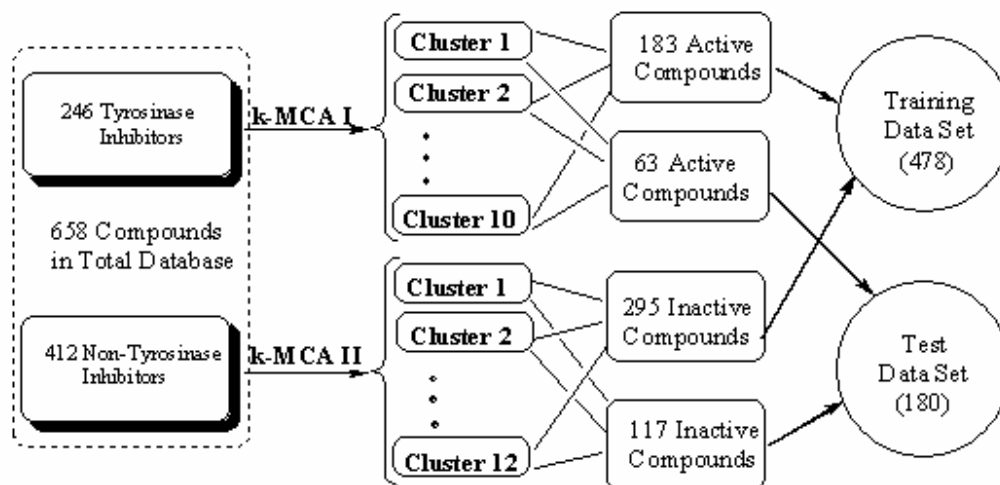 246 Tyrosinase
Inhibitors
658 Compounds
in Total Database
412 Non-Tyrosinase
Inhibitors
k-MCA I
k-MCA II
Cluster 1
Cluster 2
Cluster 10
Cluster 1
Cluster 2
Cluster 12
183 Active
Compounds
63 Active
Compounds
295 Inactive
Compounds
117 Inactive
Compounds
Training
Data Set
(478)
Test
Data Set
(180)